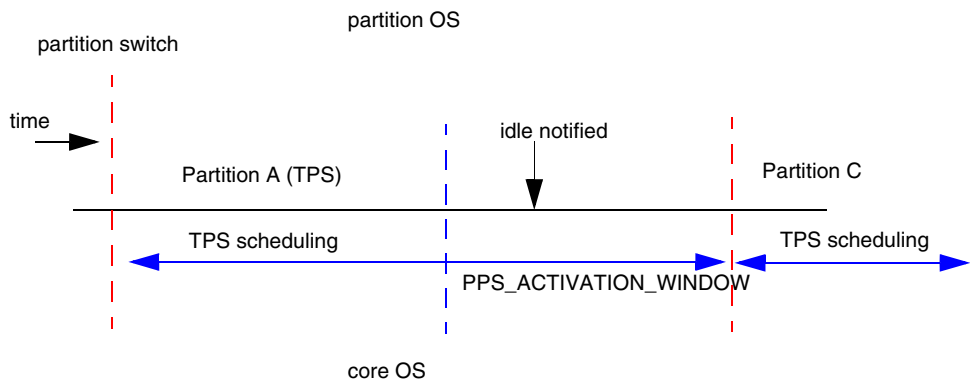 partition OS
partition switch
time
idle notified
Partition A (TPS)
Partition C
TPS scheduling
TPS scheduling
PPS_ACTIVATION_WINDOW
core OS